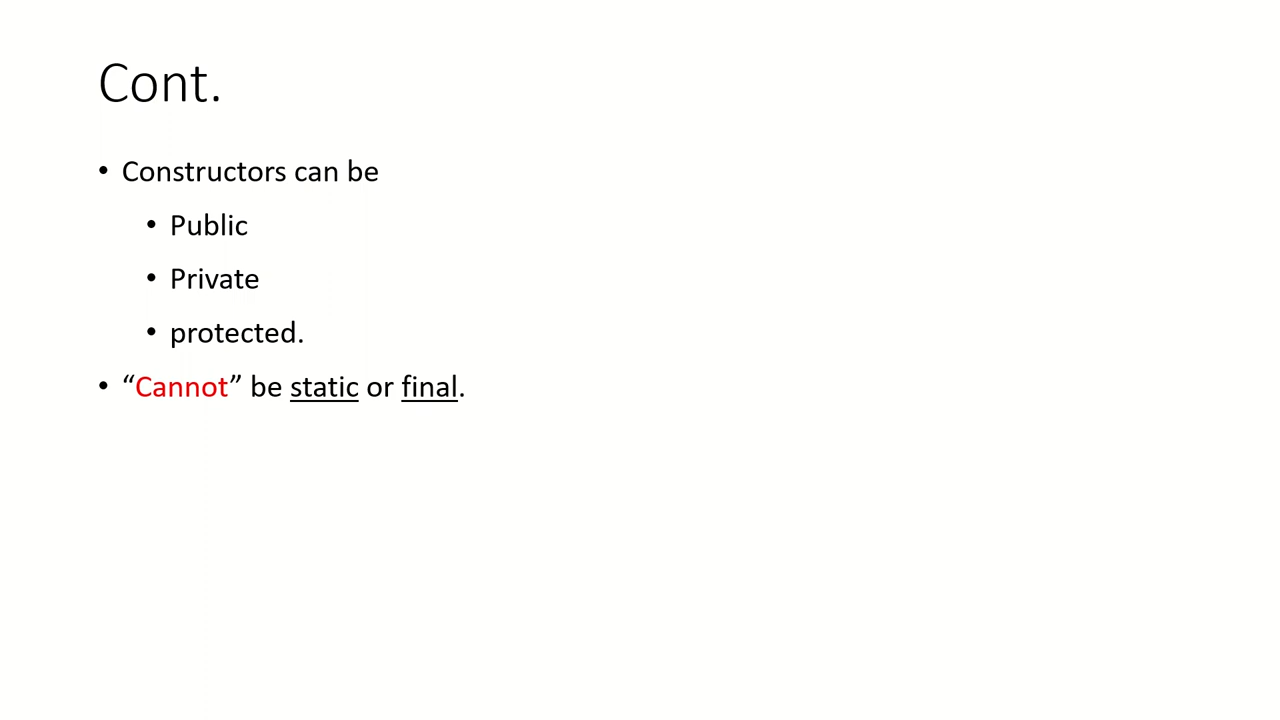 Cont.
• Constructors can be
• Public
• Private
• protected.
• “Cannot” be static or final.